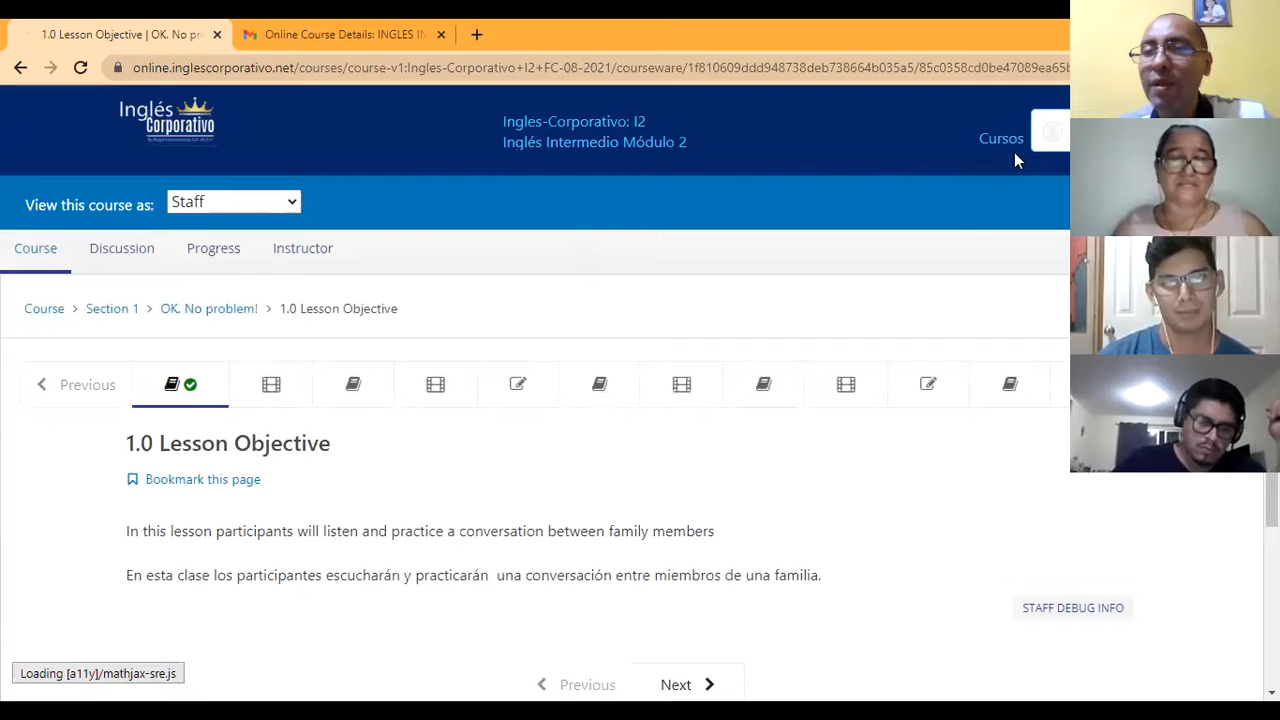 1.0 Lesson Objective | OK. No pr
Online Course Details: INGLES IN
online.inglescorporativo.net/courses/course-v1:Ingles-Corporativo+I2+FC-08-2021/courseware/1f810609ddd948738deb738664b035a5/85c0358cd0be47089ea65b
Inglés
Corporativo
Ingles-Corporativo: I2
Inglés Intermedio Módulo 2
Cursos
View this course as: Staff
Course Discussion Progress Instructor
Course > Section 1 > OK. No problem! > 1.0 Lesson Objective
Previous
1.0 Lesson Objective
Bookmark this page
In this lesson participants will listen and practice a conversation between family members
En esta clase los participantes escucharán y practicarán una conversación entre miembros de una familia.
STAFF DEBUG INFO
Loading [a11y]/mathjax-sre.js
Previous Next